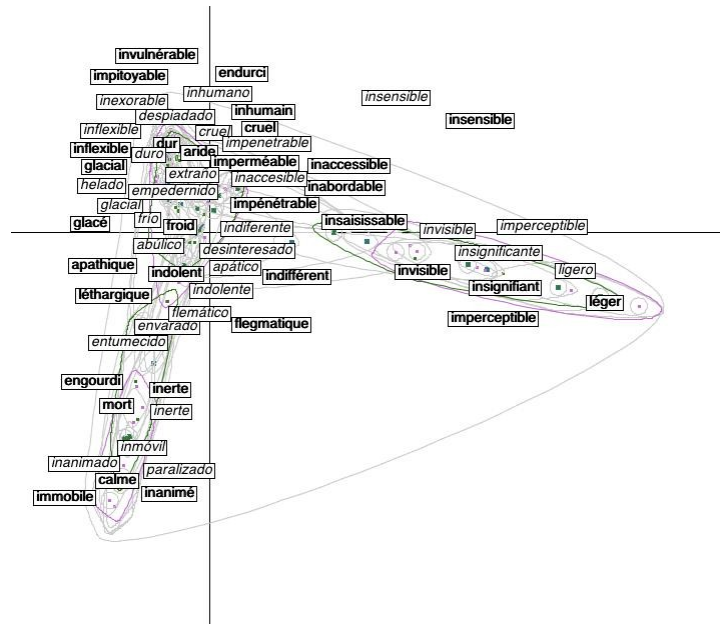 invulnérable
endurci
impitoyable
inhumano
insensible
inexorable
inhumain
despiadado
insensible
inflexible
cruel
cruel
dur
impenetrable
inflexible
duro
aride
glacial
imperméable
inaccessible
extraño
inaccesible
helado
empedernido
inabordable
glacial
impénétrable
glacé
frío
froid
indiferente
insaisissable
invisible
imperceptible
abúlico
desinteresado
insignificante
apathique
indolent
apático
indifférent
invisible
ligero
léthargique
indolente
insignifiant
léger
flemático
envarado
flegmatique
imperceptible
entumecido
engourdi
inerte
mort
inerte
inmóvil
inanimado
paralizado
calme
immobile
inanimé